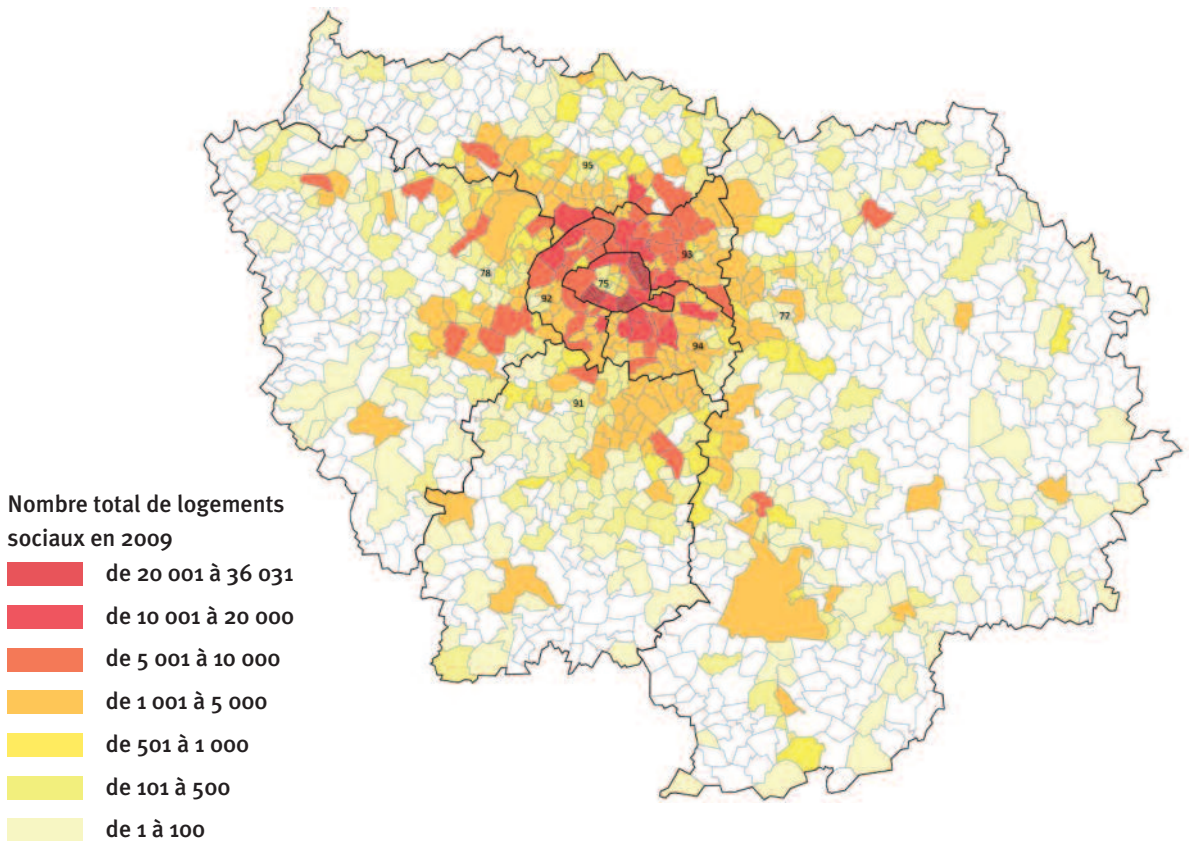 95
93
78
75
92
77
94
91
Nombre total de logements
sociaux en 2009
de 20 001 à 36 031
de 10 001 à 20 000
de 5 001 à 10 000
de 1 001 à 5 000
de 501 à 1 000
de 101 à 500
de 1 à 100